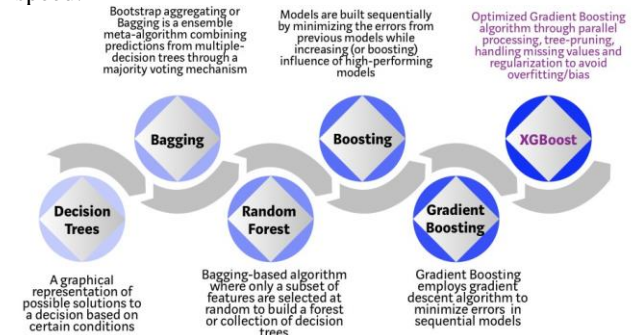 speed.
Bootstrap aggregating or
Bagging is a ensemble
meta-algorithm combining
predictions from multiple-
decision trees through a
majority voting mechanism
Models are built sequentially
by minimizing the errors from
previous models while
increasing (or boosting)
influence of high-performing
models
Optimized Gradient Boosting
algorithm through parallel
processing, tree-pruning,
handling missing values and
regularization to avoid
overfitting/bias
Bagging
Boosting
XGBoost
Decision
Trees
Random
Forest
Gradient
Boosting
A graphical
representation of
possible solutions to
a decision based on
certain conditions
Bagging-based algorithm
where only a subset of
features are selected at
random to build a forest
or collection of decision
trees
Gradient Boosting
employs gradient
descent algorithm to
minimize errors in
sequential models